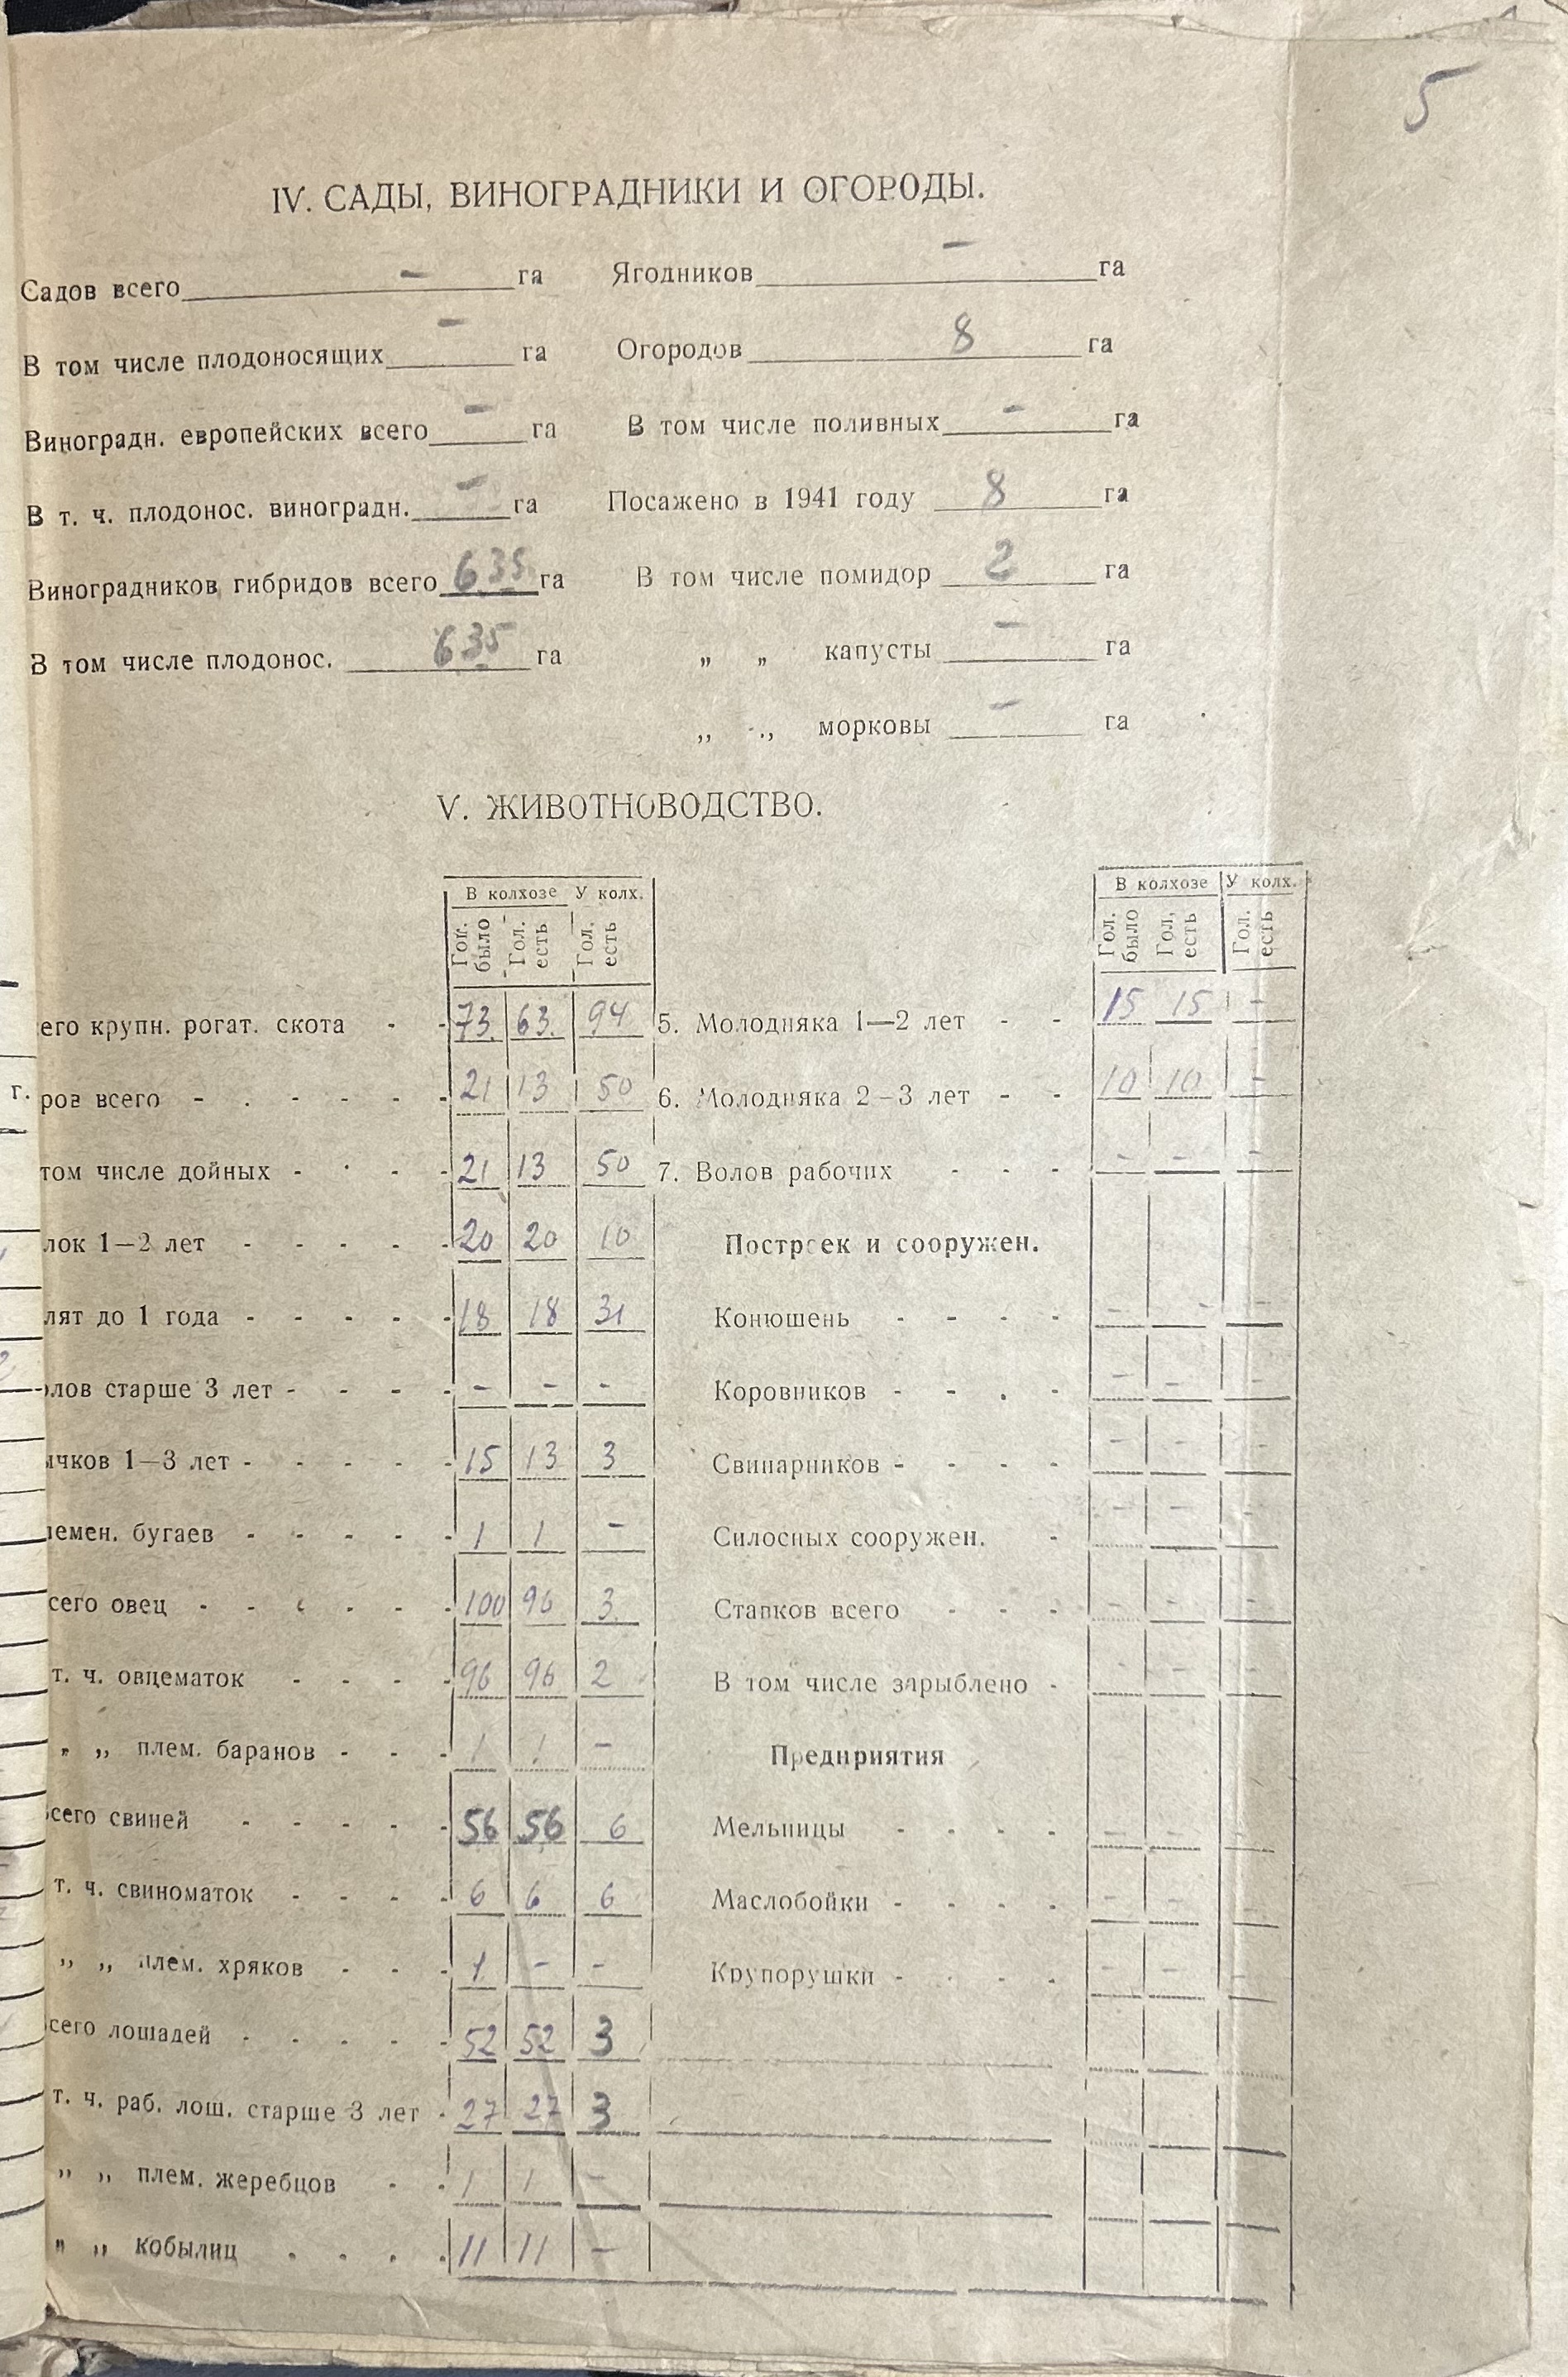 5
IV. САДЫ, ВИНОГРАДНИКИ И ОГОРОДЫ.
Садов всего - га Ягодников - га
В том числе плодоносящих - га Огородов 8 га
Виноградн. европейских всего - га В том числе поливных - га
В т. ч. плодонос. виноградн. - га Посажено в 1941 году 8 га
Виноградников гибридов всего 635 га В том числе помидор 2 га
В том числе плодонос. 635 га „ „ капусты - га
„ „ морковы - га
V. ЖИВОТНОВОДСТВО.
В колхозе У колх. В колхозе У колх.
Гол. было Гол. есть Гол. есть Гол. было Гол. есть Гол. есть
его крупн. рогат. скота - - 73. 63. 94 5. Молодняка 1—2 лет - - 15 15 -
г. ров всего - - - - - - 21 13 50 6. Молодняка 2-3 лет - - 10 10 -
том числе дойных - - - - 21 13 50 7. Волов рабочих - - - - - -
лок 1—2 лет - - - - - 20 20 10 Построек и сооружен.
лят до 1 года - - - - - 18 18 31 Конюшень - - - - - - -
лов старше 3 лет - - - - - - - Коровников - - - - - - -
ычков 1—3 лет - - - - - 15 13 3 Свинарников - - - - - - -
лемен. бугаев - - - - - 1 1 - Силосных сооружен. - - - -
сего овец - - - - - - 100 96 3 Ставков всего - - - - - -
т. ч. овцематок - - - - 96 96 2 В том числе зарыблено - - - -
„ „ плем. баранов - - - 1 1 - Предприятия
сего свиней - - - - - 56 56 6 Мельницы - - - - - - -
т. ч. свиноматок - - - - 6 6 6 Маслобойки - - - - - - -
„ „ плем. хряков - - - 1 - - Крупорушки - - - - - - -
сего лошадей - - - - - 52 52 3
т. ч. раб. лош. старше 3 лет - 27 27 3
„ „ плем. жеребцов - - 1 1 -
„ „ кобылиц - - - - 11 11 -